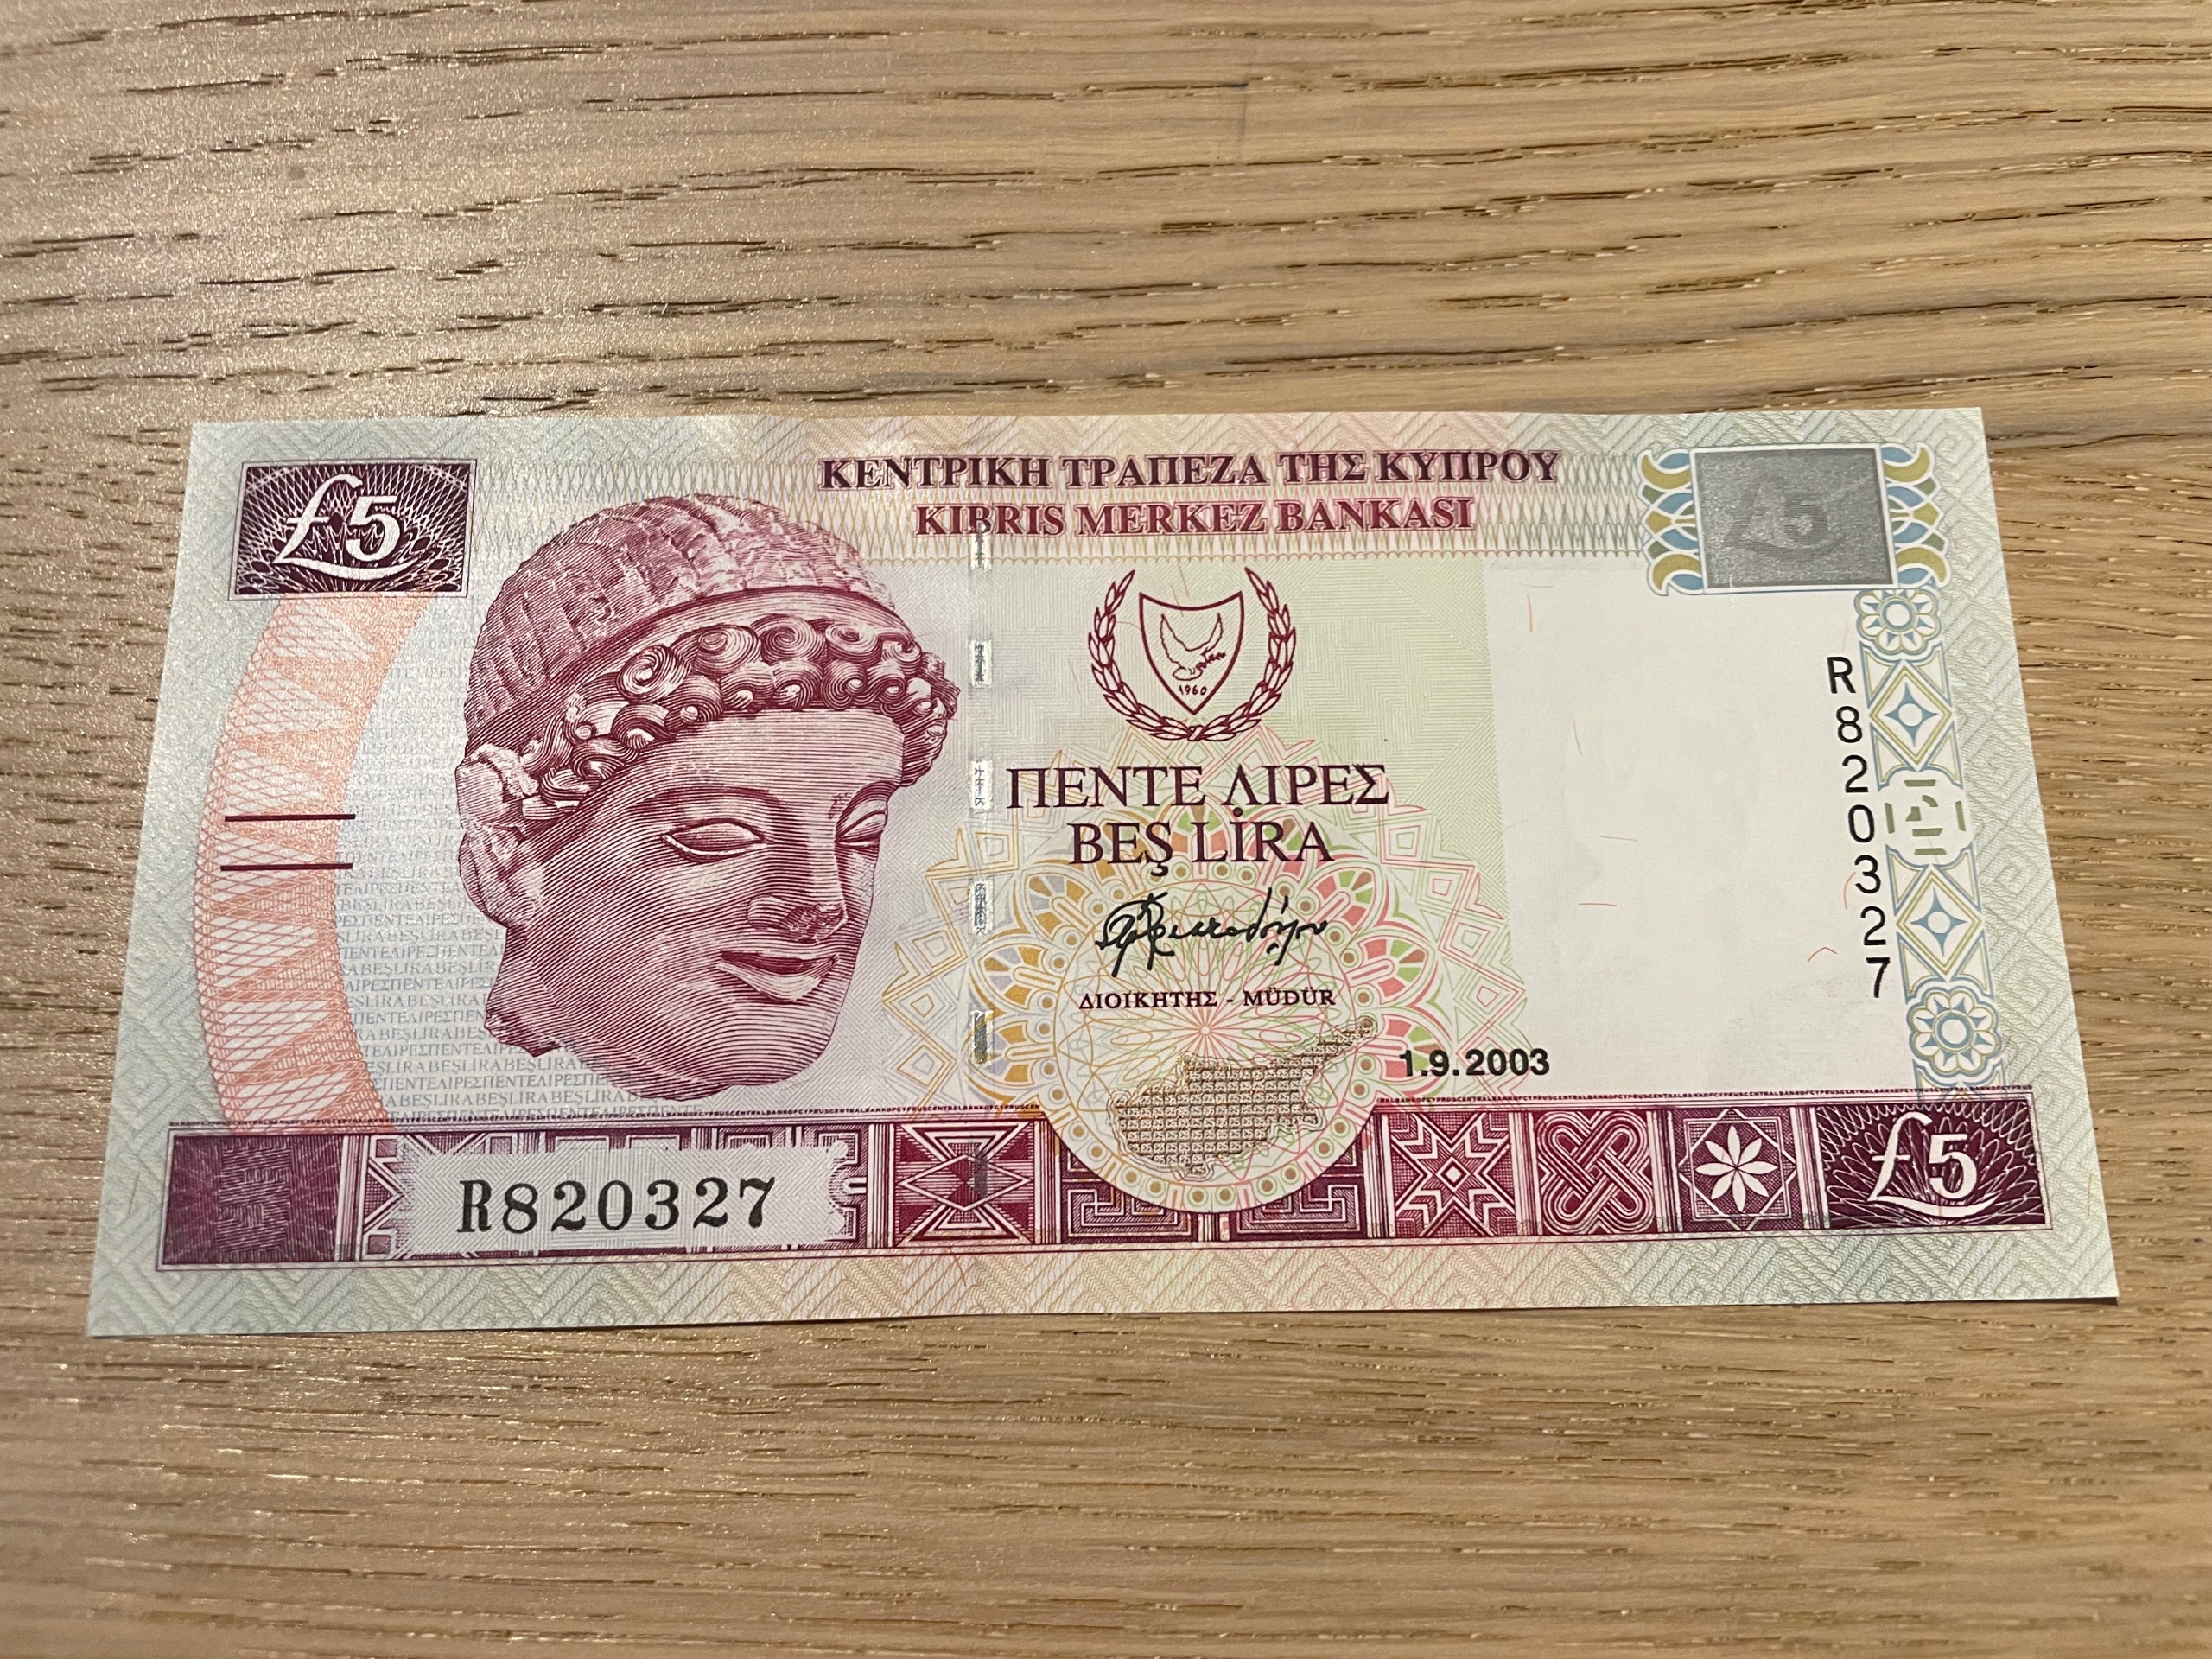 £5
ΚΕΝΤΡΙΚΗ ΤΡΑΠΕΖΑ ΤΗΣ ΚΥΠΡΟΥ
KIBRIS MERKEZ BANKASI
£5
1960
R820327
ΠΕΝΤΕ ΛΙΡΕΣ
BEŞ LİRA
ΔΙΟΙΚΗΤΗΣ - MÜDÜR
1.9.2003
R820327
£5